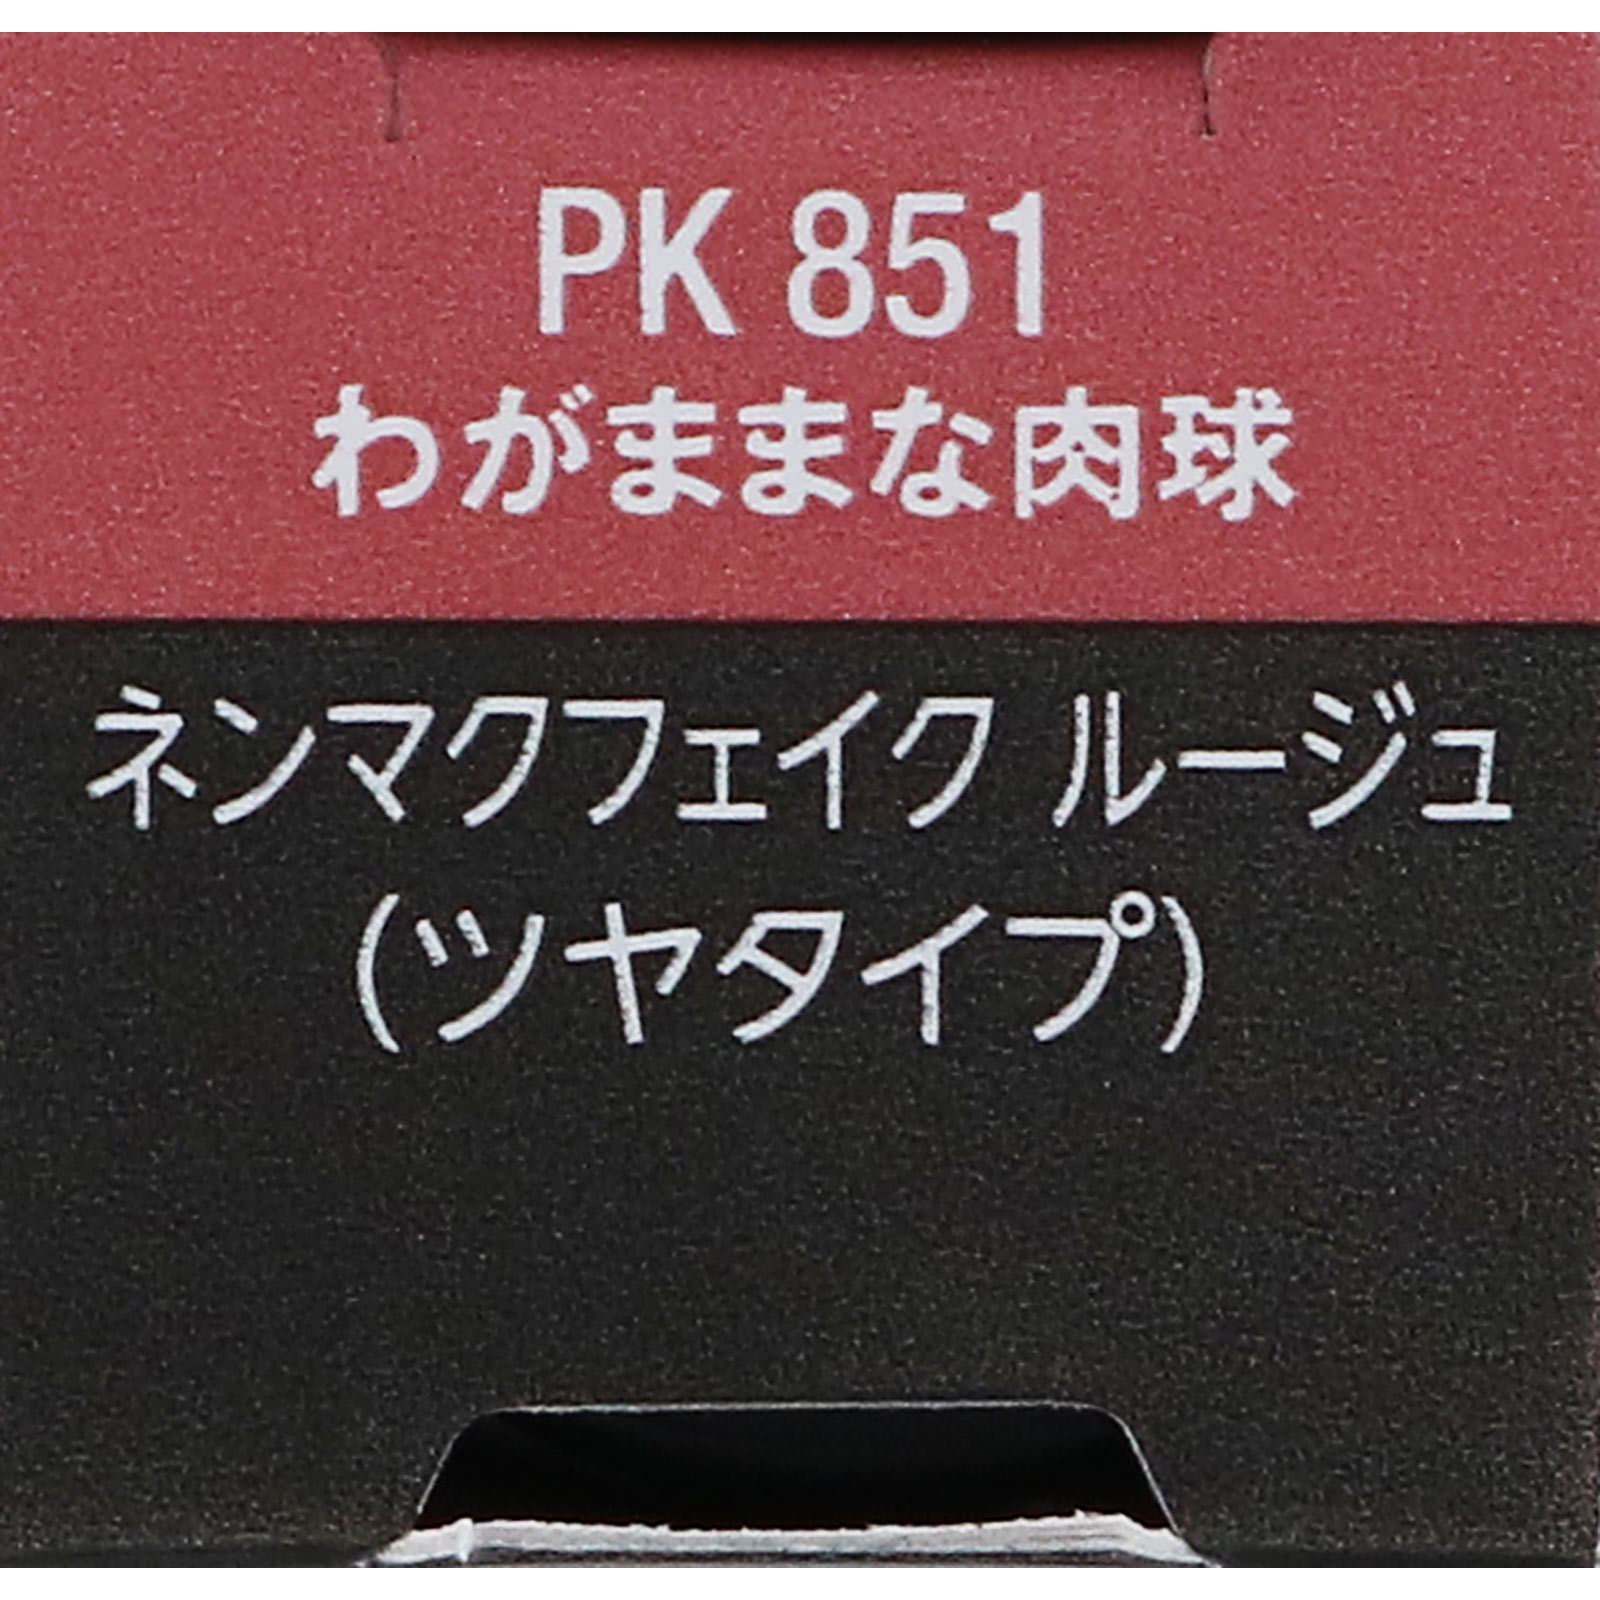 PK 851
わがままな肉球
ネンマクフェイク ルージュ
(ツヤタイプ)